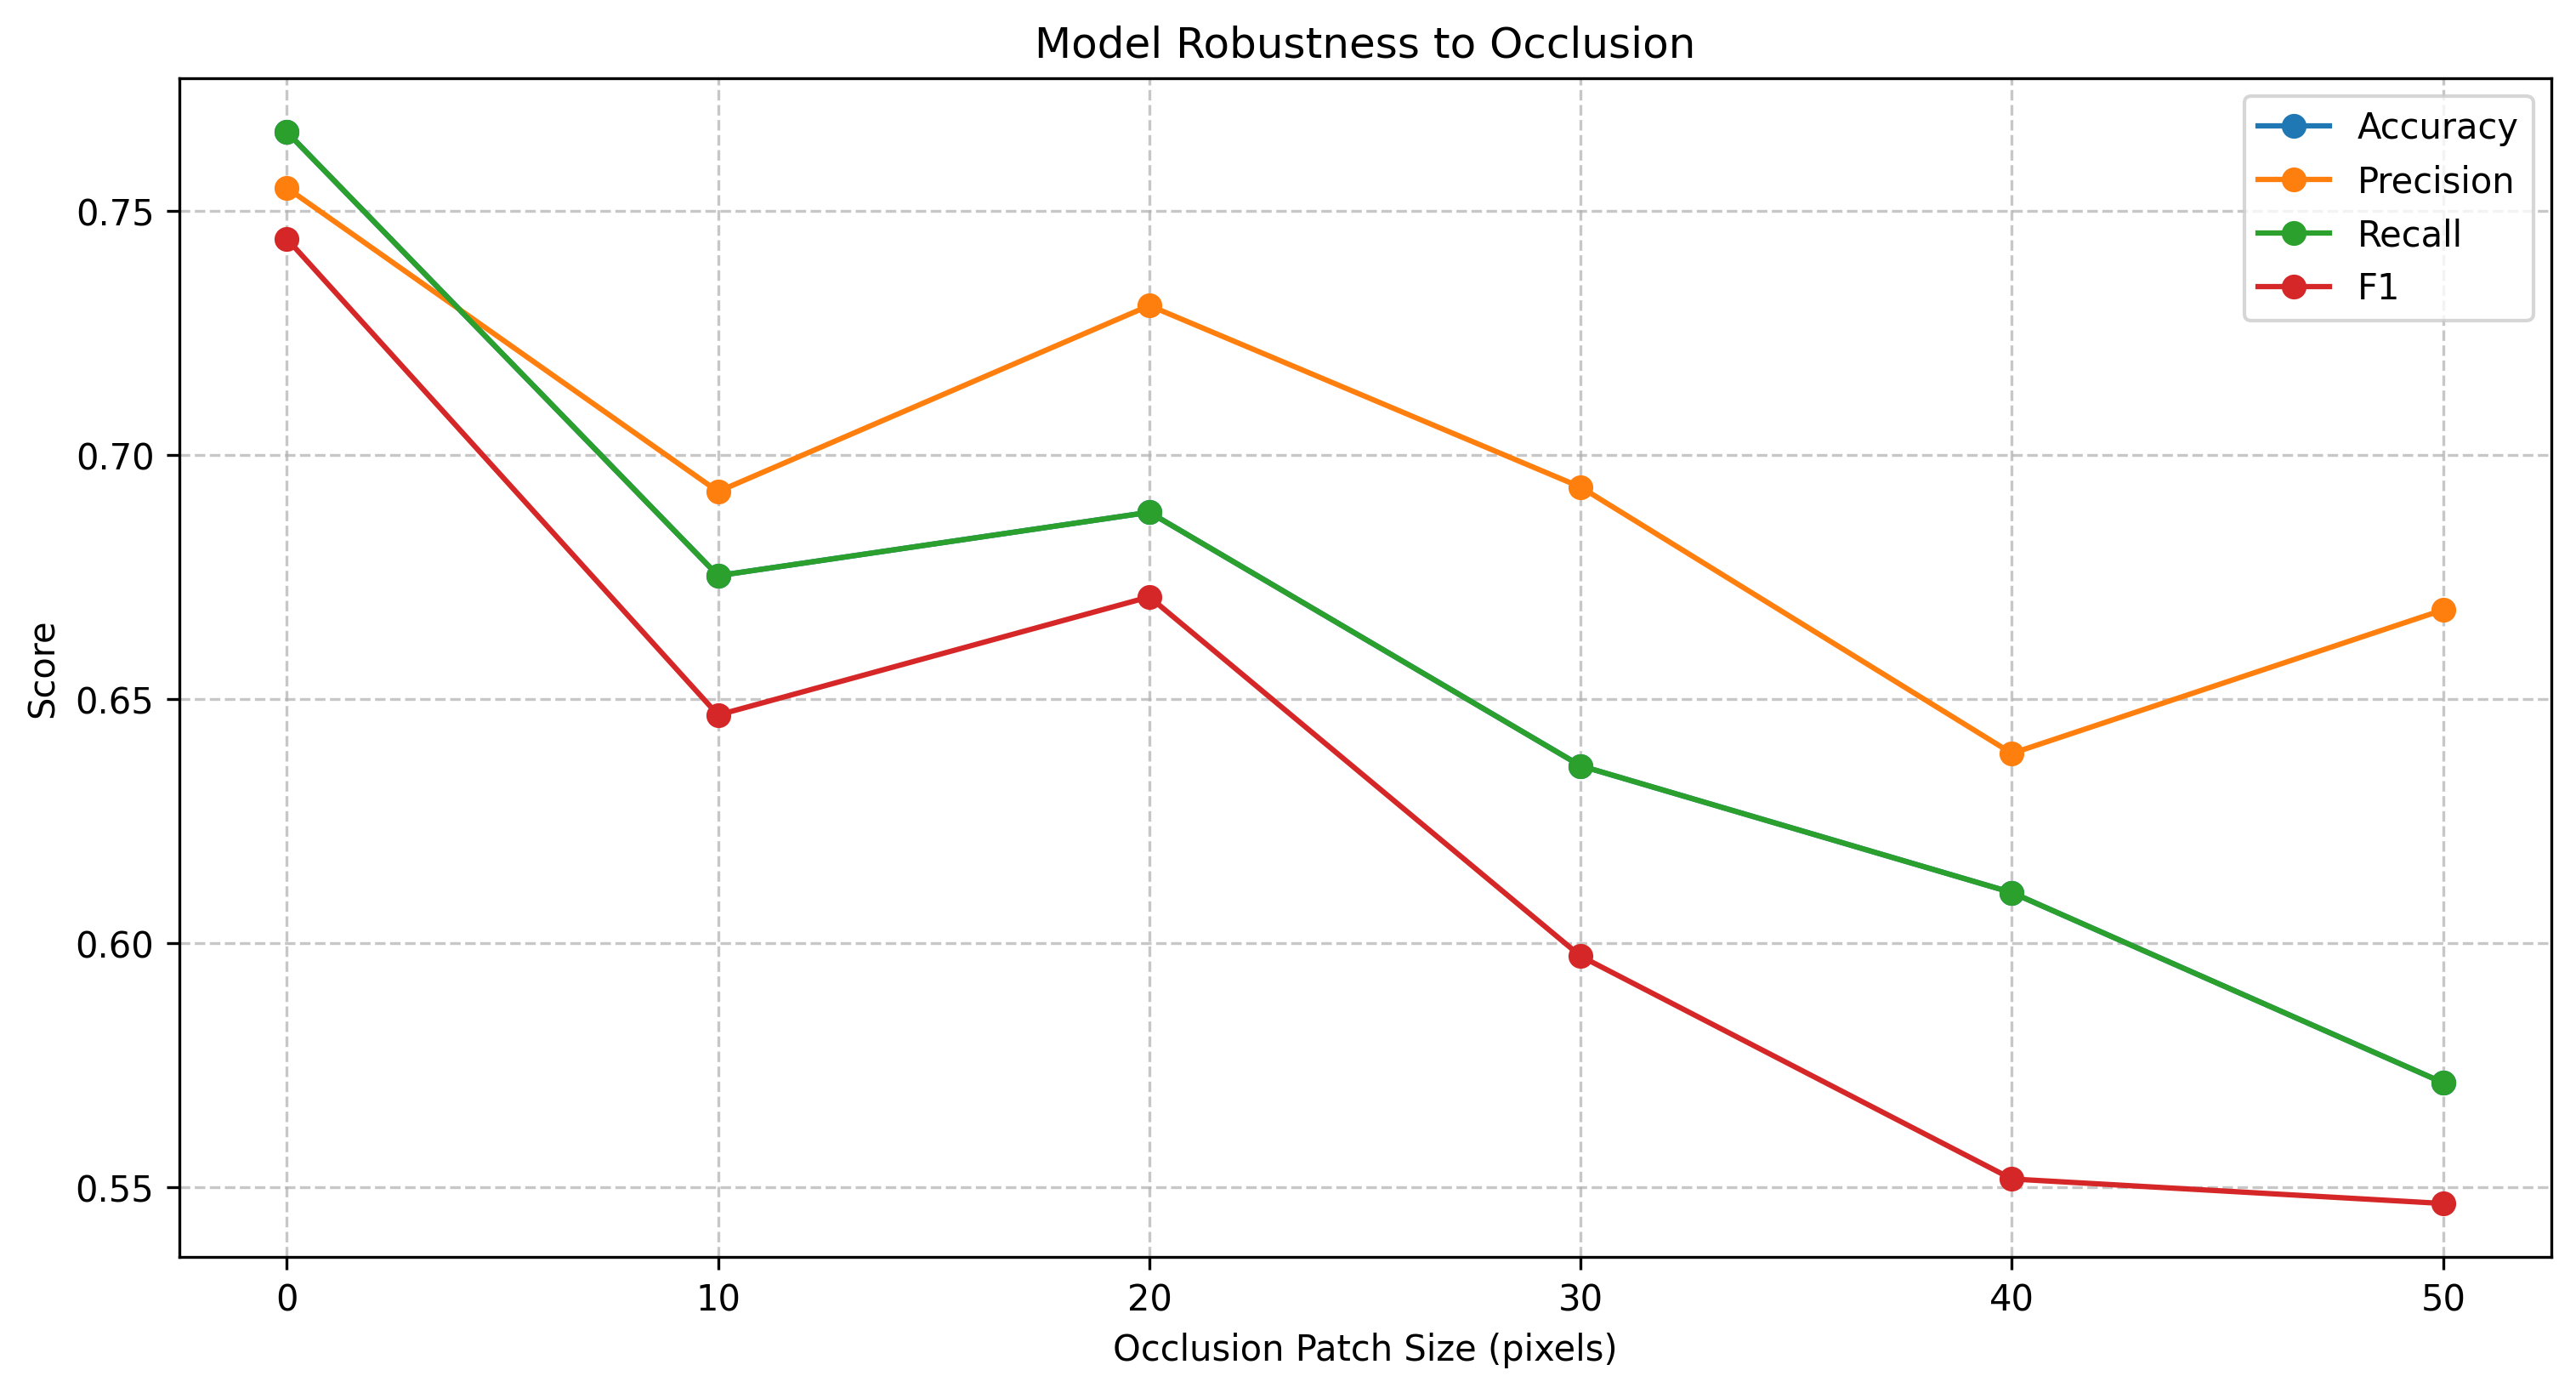 Model Robustness to Occlusion
Accuracy
Precision
Recall
F1
Score
0.75
0.70
0.65
0.60
0.55
0 10 20 30 40 50
Occlusion Patch Size (pixels)